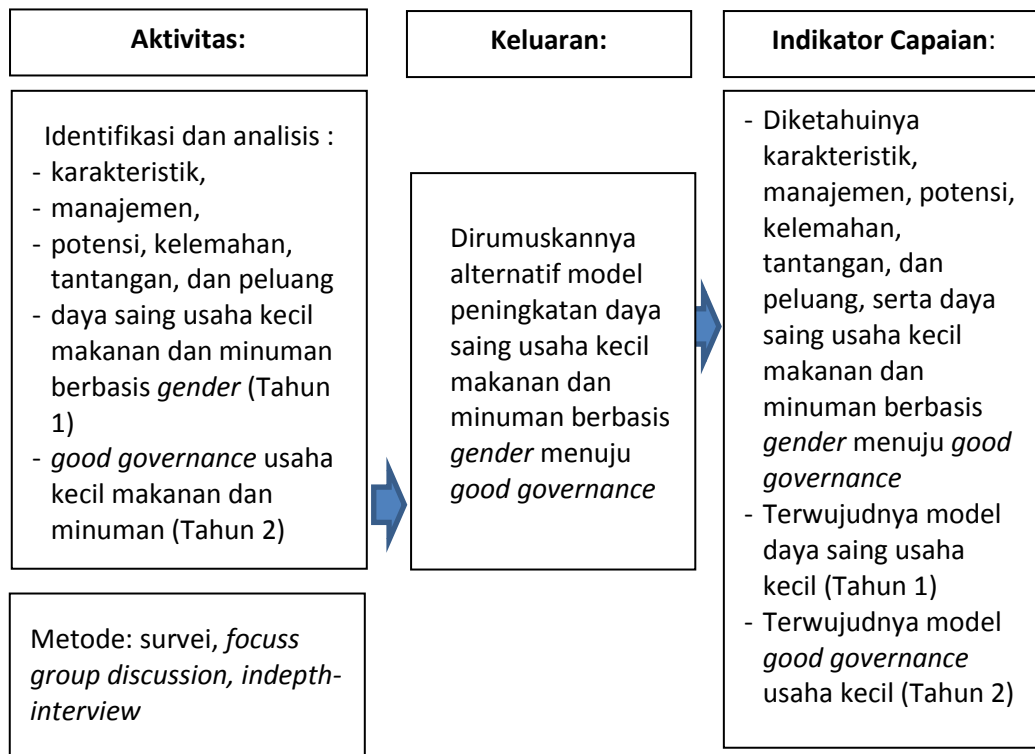 Aktivitas:
Identifikasi dan analisis :
- karakteristik,
- manajemen,
- potensi, kelemahan,
tantangan, dan peluang
- daya saing usaha kecil
makanan dan minuman
berbasis gender (Tahun
1)
- good governance usaha
kecil makanan dan
minuman (Tahun 2)
Metode: survei, focuss
group discussion, indepth-
interview
Keluaran:
Dirumuskannya
alternatif model
peningkatan daya
saing usaha kecil
makanan dan
minuman berbasis
gender menuju
good governance
Indikator Capaian:
- Diketahuinya
karakteristik,
manajemen, potensi,
kelemahan,
tantangan, dan
peluang, serta daya
saing usaha kecil
makanan dan
minuman berbasis
gender menuju good
governance
- Terwujudnya model
daya saing usaha
kecil (Tahun 1)
- Terwujudnya model
good governance
usaha kecil (Tahun 2)